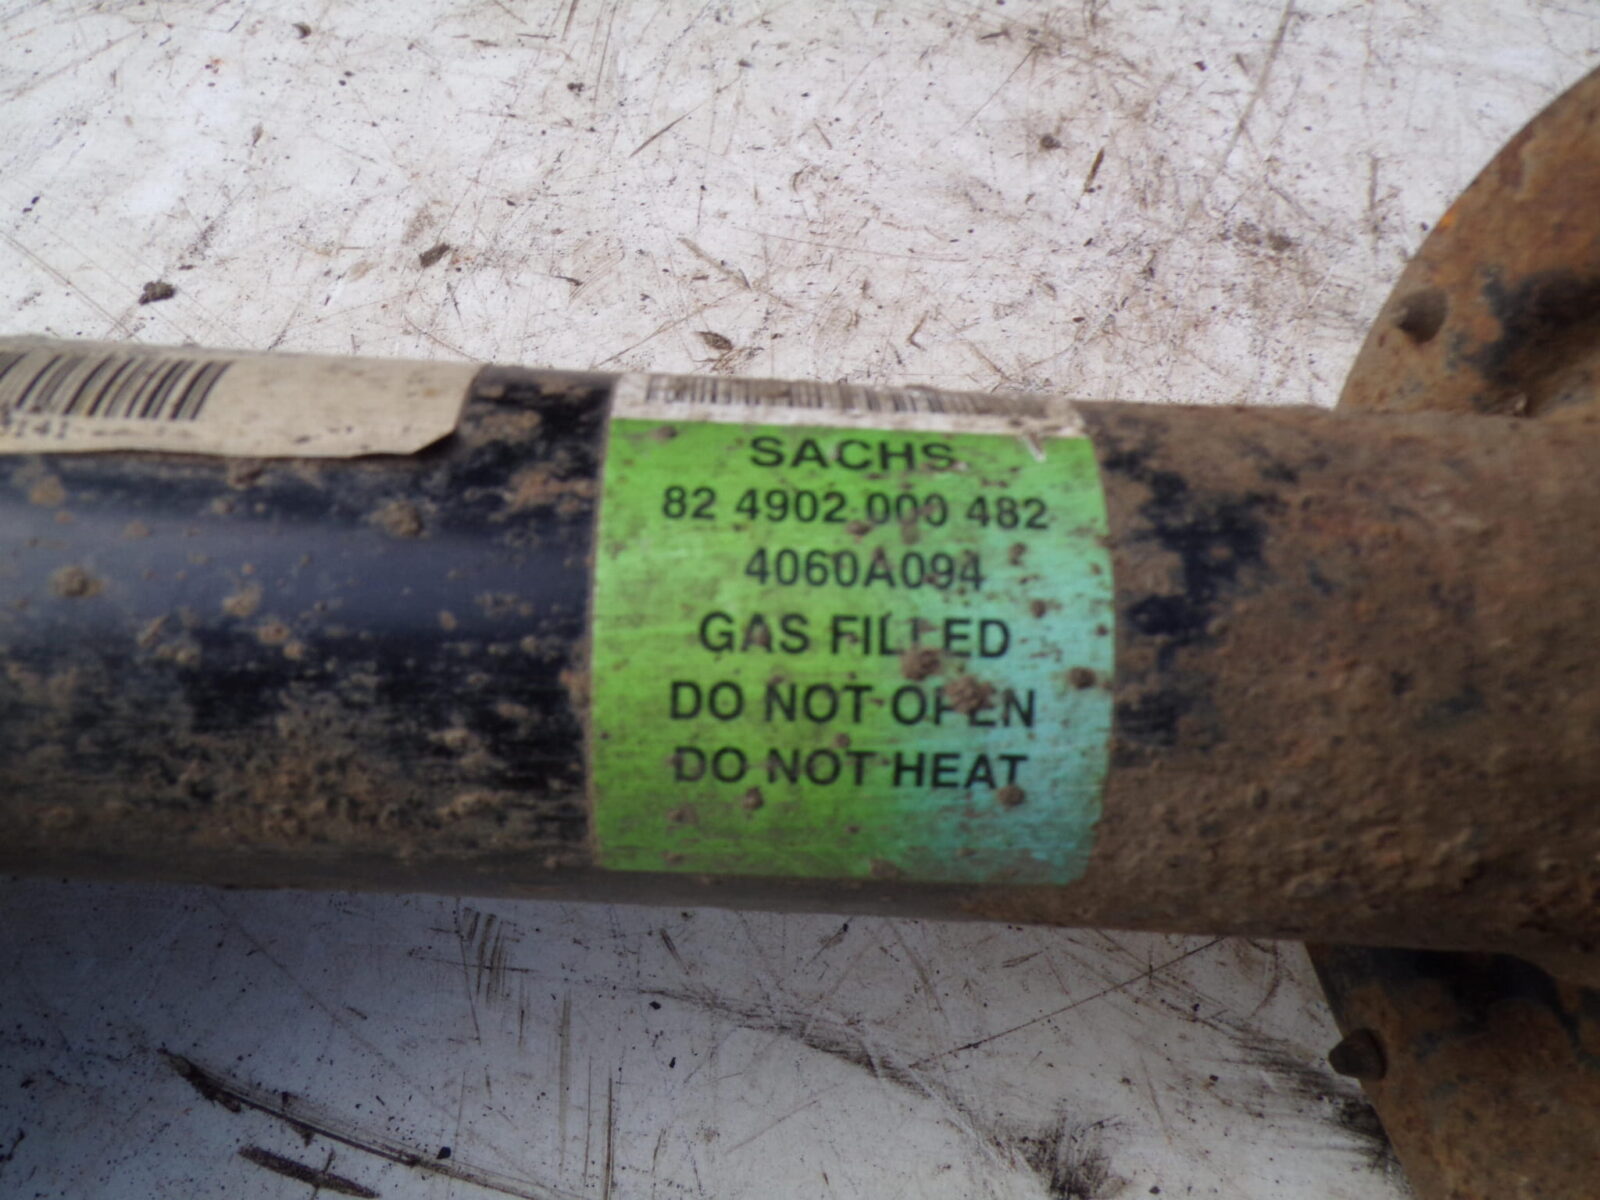 SACHS
82 4902 000 482
4060A094
GAS FILLED
DO NOT OPEN
DO NOT HEAT